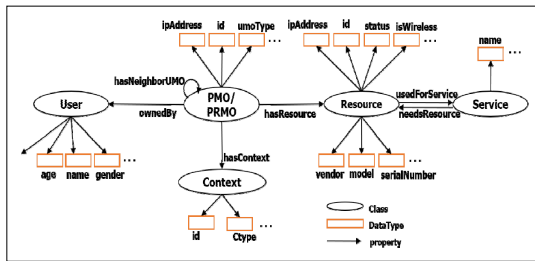 ipAddress id umoType ...
ipAddress id status isWireless ...
name
...
hasNeighborUMO
User
ownedBy
PMO/
PRMO
hasResource
Resource
usedForService
needsResource
Service
...
age name gender
hasContext
Context
...
vendor model serialNumber
...
id Ctype
Class
DataType
property